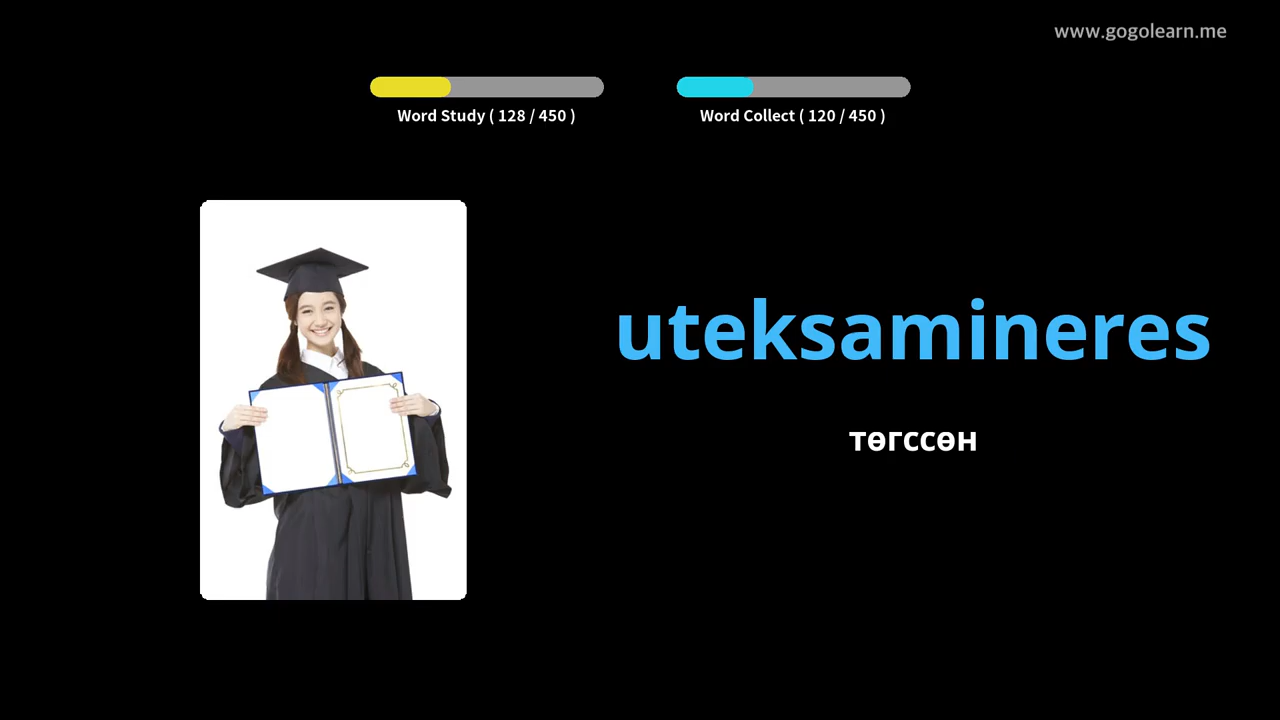 www.gogolearn.me
Word Study ( 128 / 450 )
Word Collect ( 120 / 450 )
uteksamineres
төгссөн